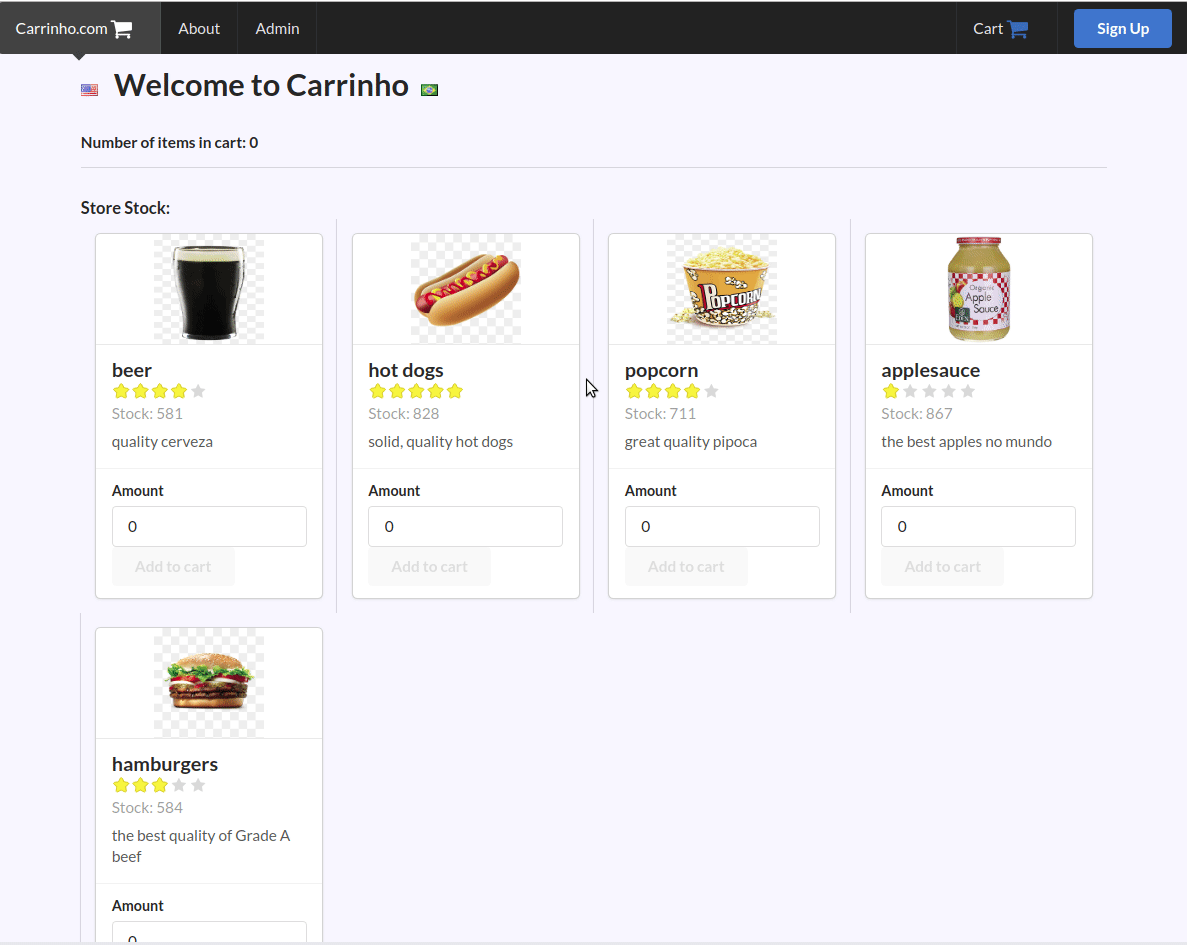 Carrinho.com About Admin Cart Sign Up
Welcome to Carrinho
Number of items in cart: 0
Store Stock:
POPCORN
Organic
Apple
Sauce
beer
Stock: 581
quality cerveza
Amount
0
Add to cart
hot dogs
Stock: 828
solid, quality hot dogs
Amount
0
Add to cart
popcorn
Stock: 711
great quality pipoca
Amount
0
Add to cart
applesauce
Stock: 867
the best apples no mundo
Amount
0
Add to cart
hamburgers
Stock: 584
the best quality of Grade A
beef
Amount
0